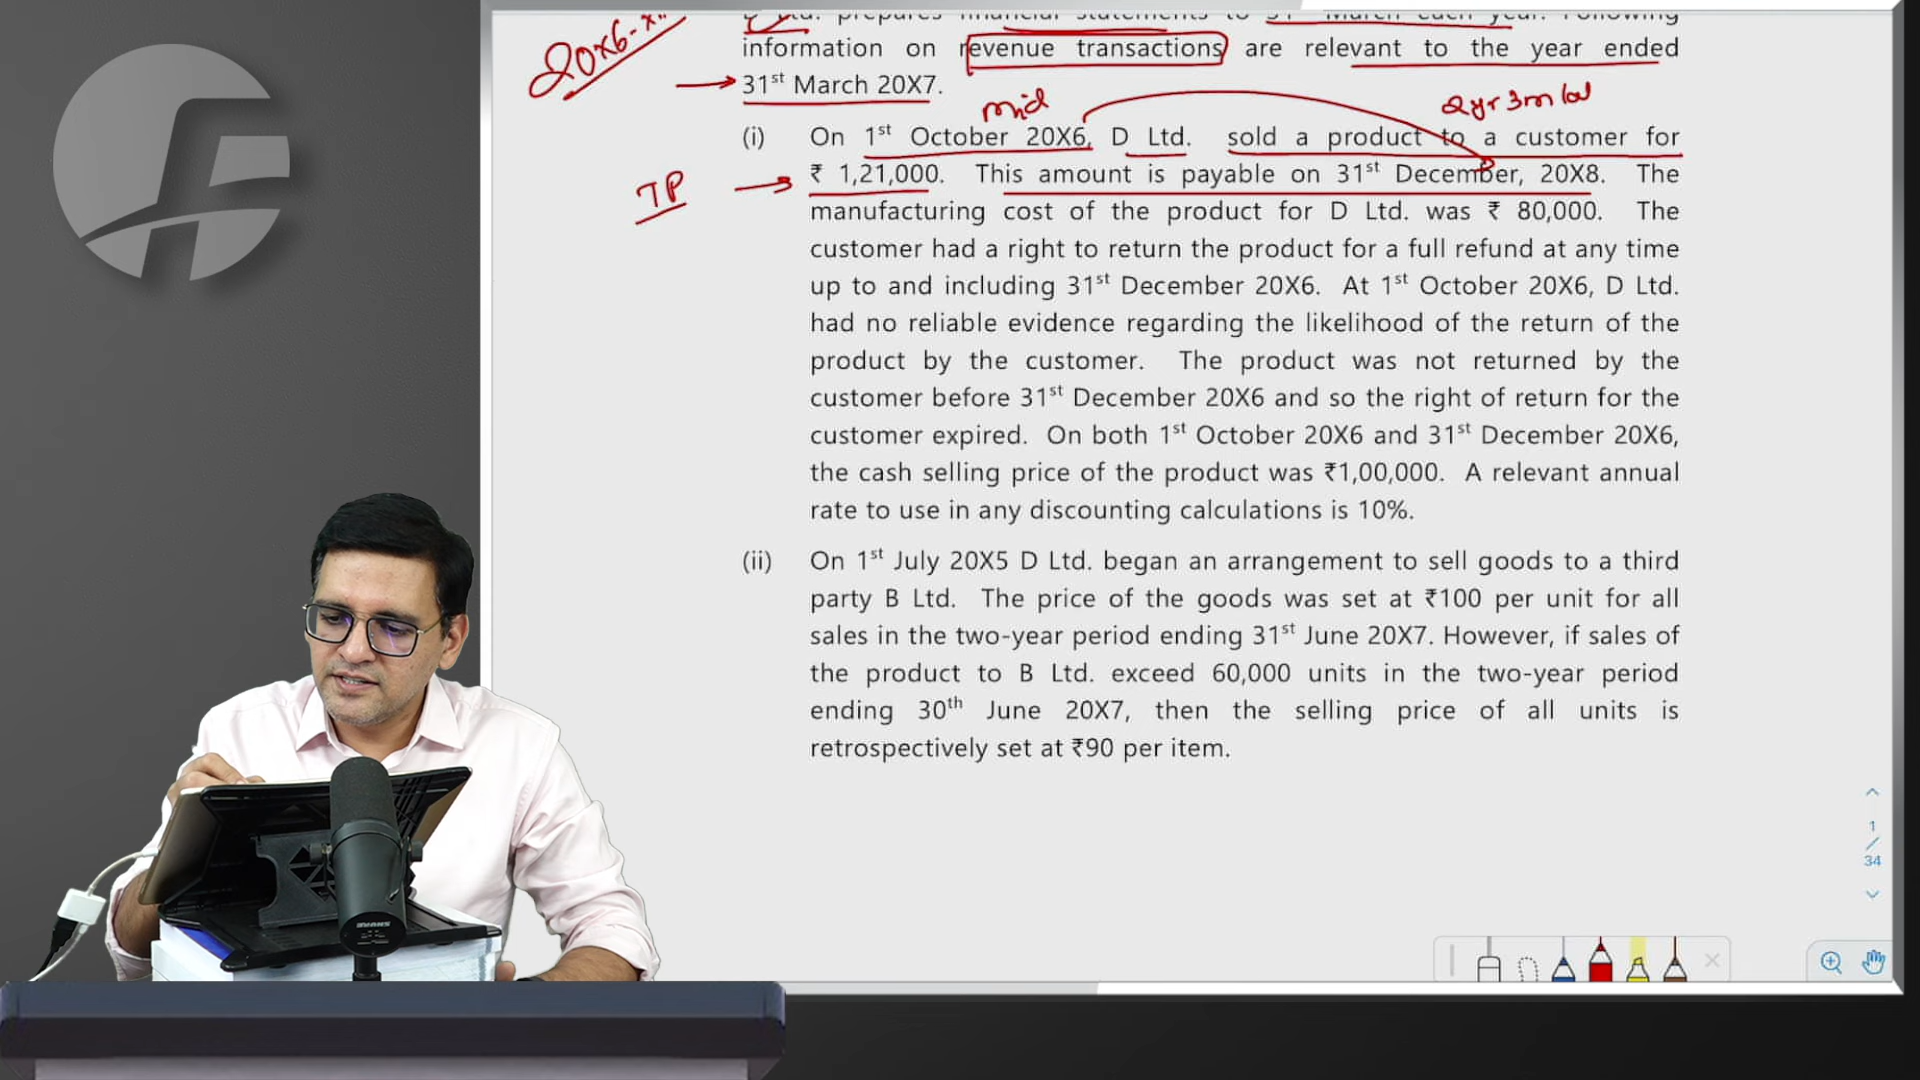 Ltd. prepares financial statements to 31st March each year. Following
20X6-X7
information on revenue transactions are relevant to the year ended
31st March 20X7.
mid
2yr 3m later
(i) On 1st October 20X6, D Ltd. sold a product to a customer for
₹ 1,21,000. This amount is payable on 31st December, 20X8. The
TP
manufacturing cost of the product for D Ltd. was ₹ 80,000. The
customer had a right to return the product for a full refund at any time
up to and including 31st December 20X6. At 1st October 20X6, D Ltd.
had no reliable evidence regarding the likelihood of the return of the
product by the customer. The product was not returned by the
customer before 31st December 20X6 and so the right of return for the
customer expired. On both 1st October 20X6 and 31st December 20X6,
the cash selling price of the product was ₹1,00,000. A relevant annual
rate to use in any discounting calculations is 10%.
(ii) On 1st July 20X5 D Ltd. began an arrangement to sell goods to a third
party B Ltd. The price of the goods was set at ₹100 per unit for all
sales in the two-year period ending 31st June 20X7. However, if sales of
the product to B Ltd. exceed 60,000 units in the two-year period
ending 30th June 20X7, then the selling price of all units is
retrospectively set at ₹90 per item.
1
/
34